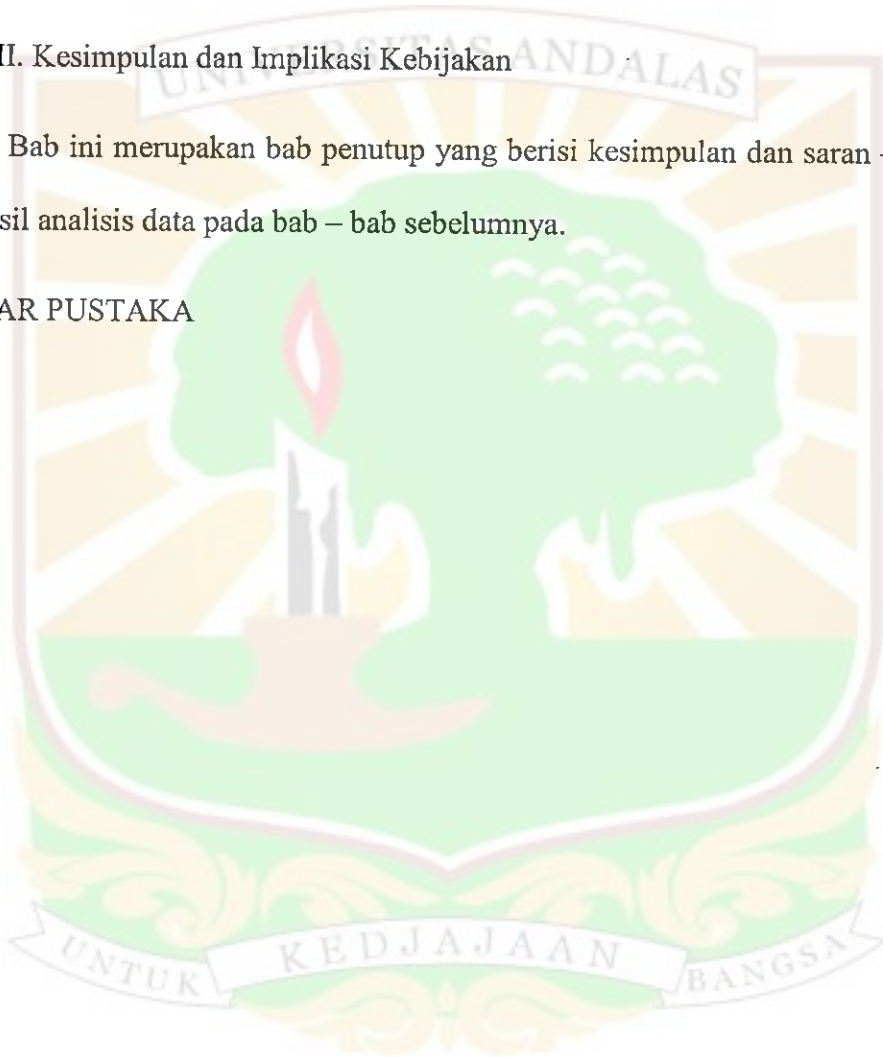 II. Kesimpulan dan Implikasi Kebijakan
UNIVERSITAS ANDALAS
Bab ini merupakan bab penutup yang berisi kesimpulan dan saran -
sil analisis data pada bab – bab sebelumnya.
AR PUSTAKA
UNTUK KEDJAJAAN BANGSA